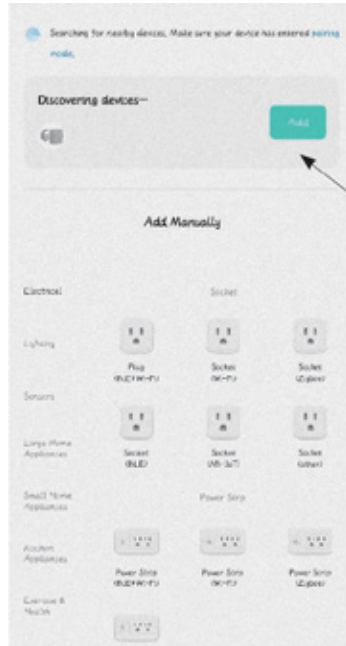 Searching for nearby devices. Make sure your device has entered pairing
mode.
Discovering devices—
Add
Add Manually
Electrical
Socket
Lighting
Plug
(BLE+Wi-Fi)
Socket
(Wi-Fi)
Socket
(Zigbee)
Sensors
Large Home
Appliances
Socket
(BLE)
Socket
(NB-IoT)
Socket
(other)
Small Home
Appliances
Power Strip
Kitchen
Appliances
Power Strip
(BLE+Wi-Fi)
Power Strip
(Wi-Fi)
Power Strip
(Zigbee)
Exercise &
Health